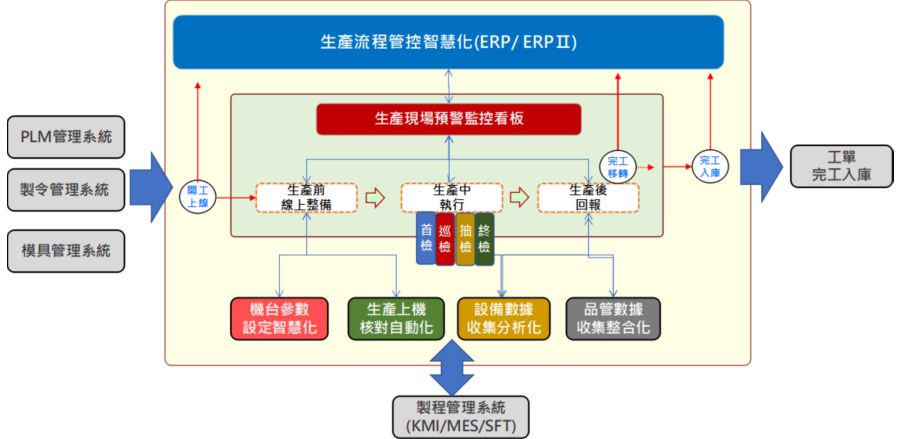 生產流程管控智慧化(ERP/ ERPⅡ)
生產現場預警監控看板
PLM管理系統
製令管理系統
模具管理系統
開工
上線
生產前
線上整備
生產中
執行
生產後
回報
完工
移轉
完工
入庫
工單
完工入庫
首檢
巡檢
抽檢
終檢
機台參數
設定智慧化
生產上機
核對自動化
設備數據
收集分析化
品管數據
收集整合化
製程管理系統
(KMI/MES/SFT)